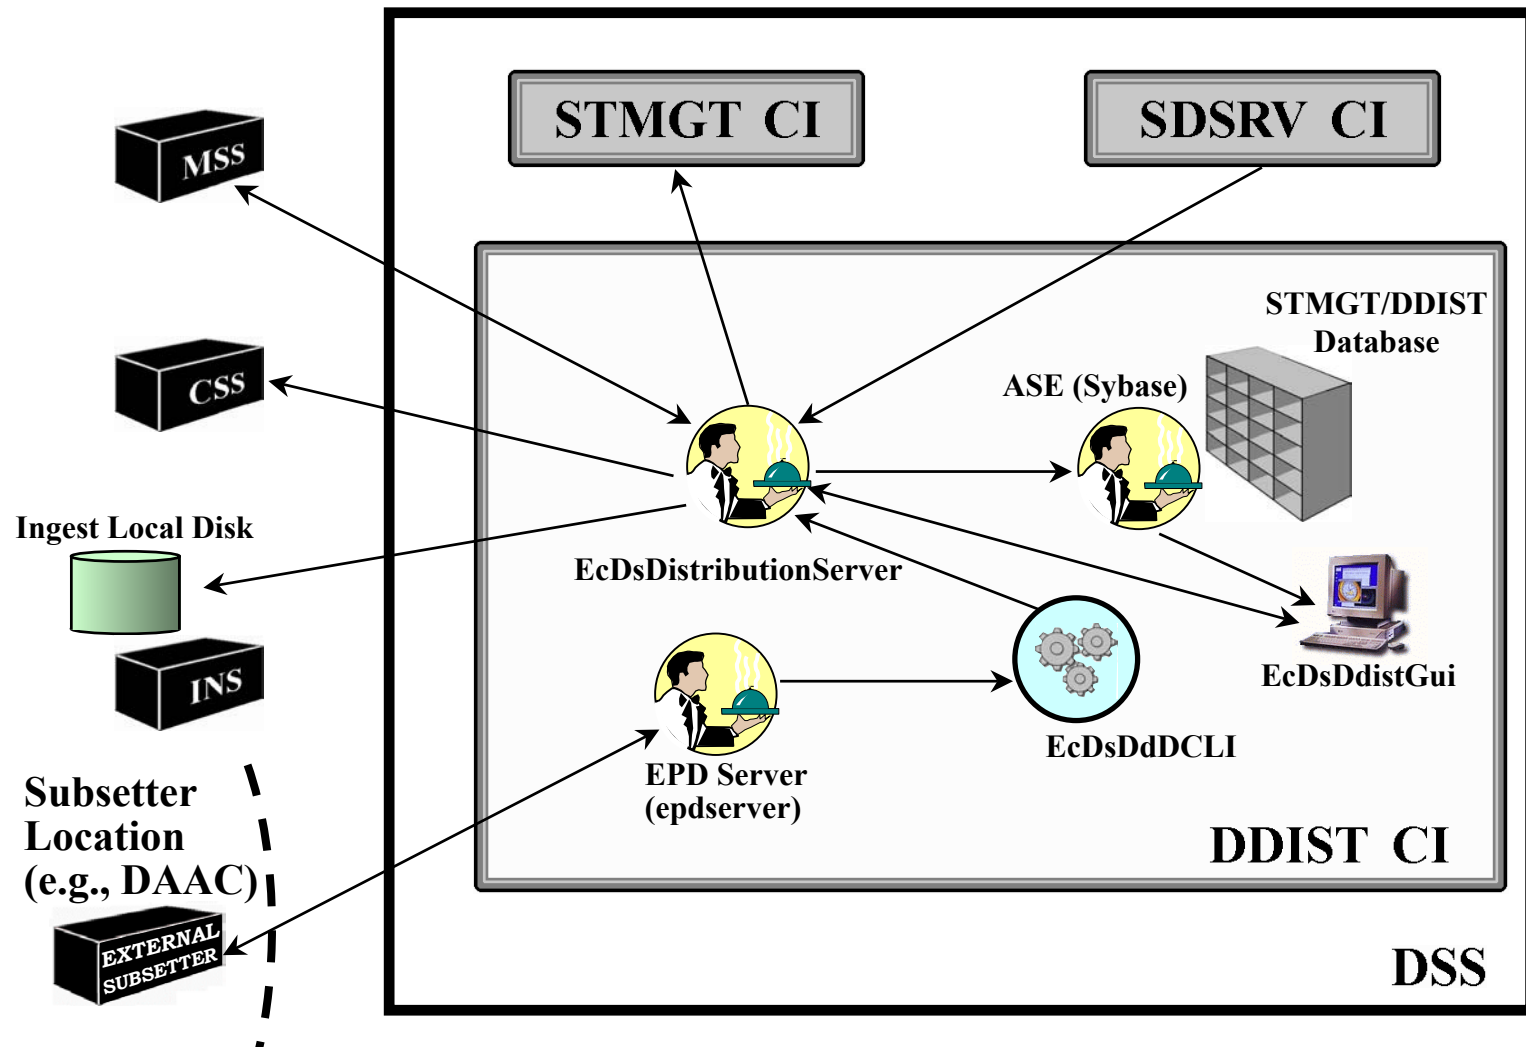 STMGT CI
SDSRV CI
MSS
STMGT/DDIST
Database
CSS
ASE (Sybase)
Ingest Local Disk
EcDsDistributionServer
INS
EcDsDdistGui
EcDsDdDCLI
EPD Server
(epdserver)
Subsetter
Location
(e.g., DAAC)
DDIST CI
EXTERNAL
SUBSETTER
DSS